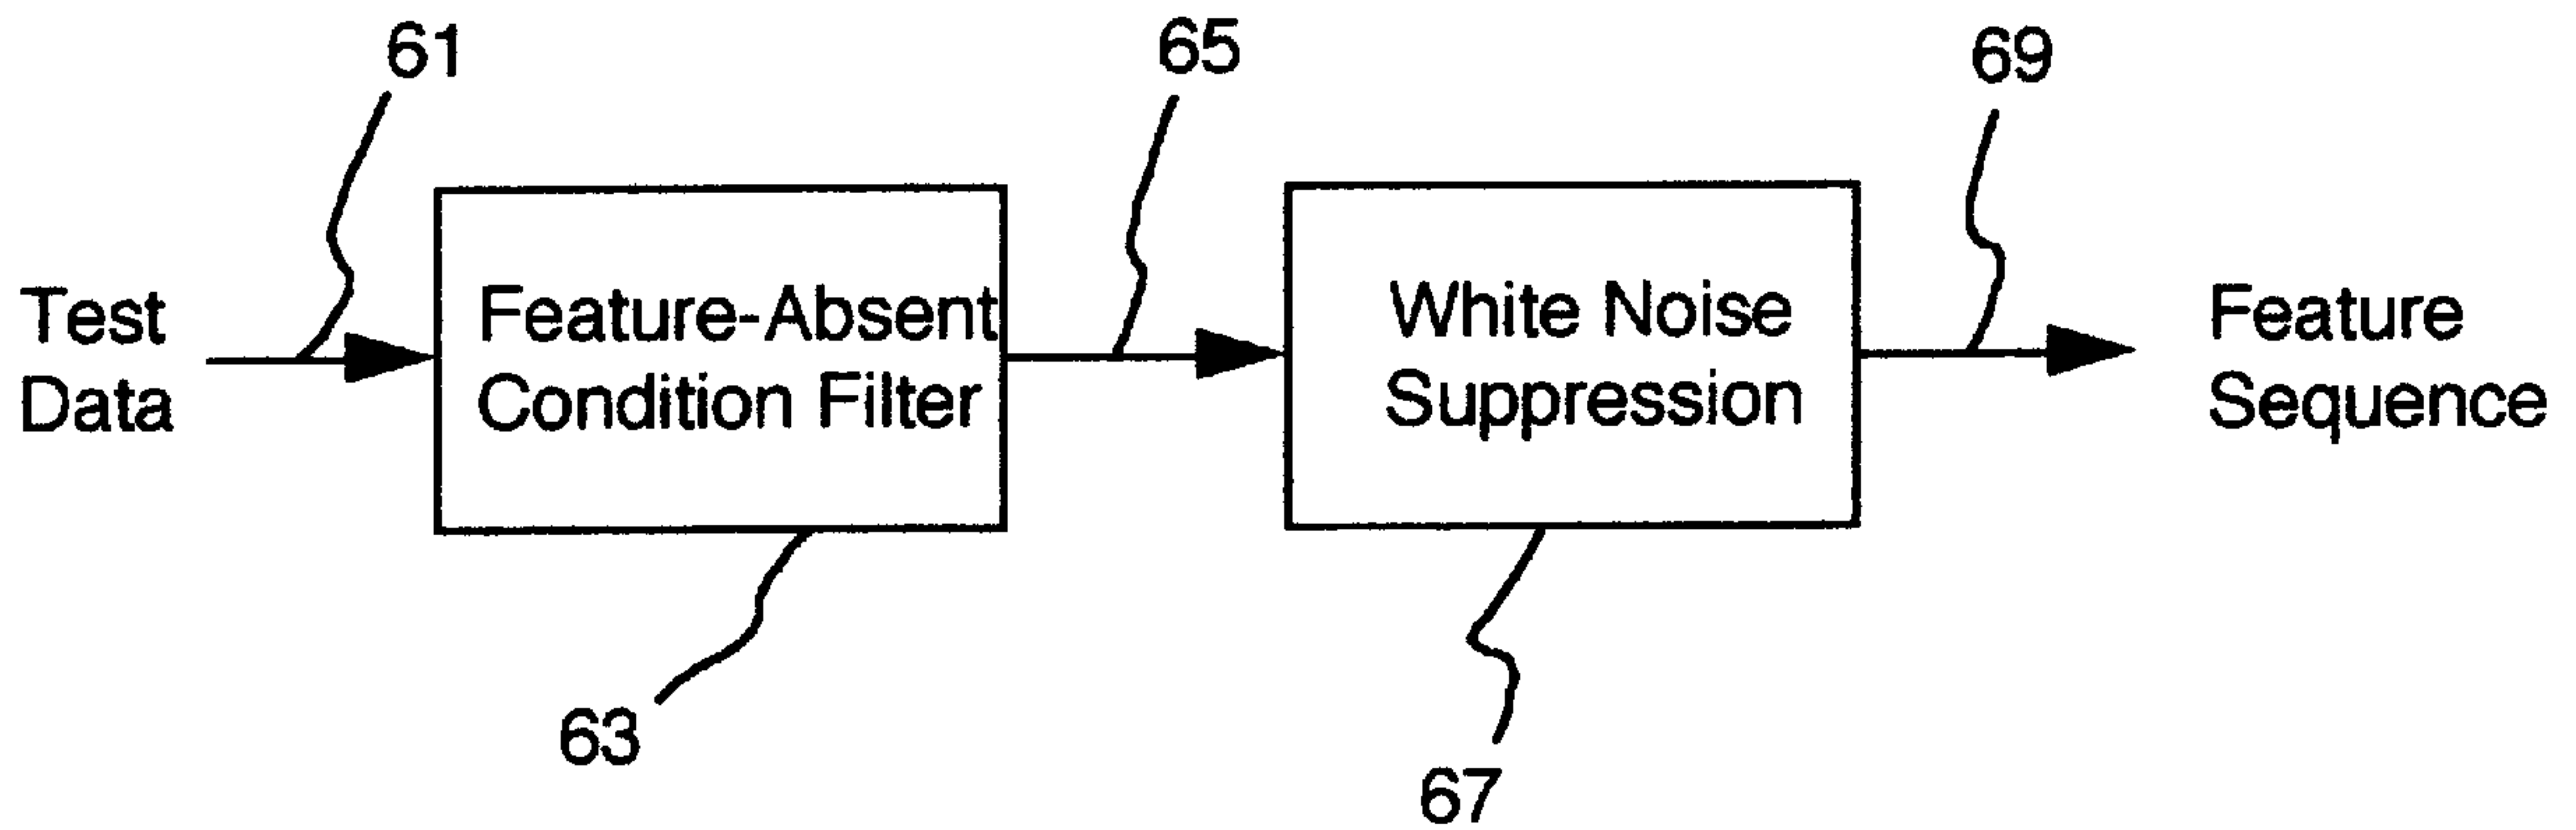 61
65
69
Test
Data
Feature-Absent
Condition Filter
White Noise
Suppression
Feature
Sequence
63
67